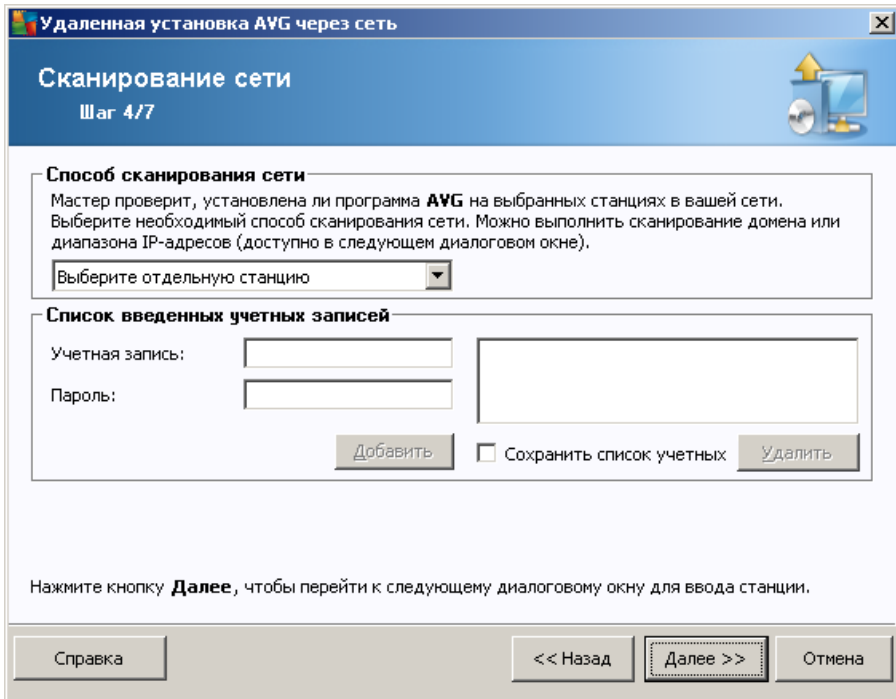 Удаленная установка AVG через сеть
Сканирование сети
Шаг 4/7
Способ сканирования сети
Мастер проверит, установлена ли программа AVG на выбранных станциях в вашей сети.
Выберите необходимый способ сканирования сети. Можно выполнить сканирование домена или
диапазона IP-адресов (доступно в следующем диалоговом окне).
Выберите отдельную станцию
Список введенных учетных записей
Учетная запись:
Пароль:
Добавить
Сохранить список учетных
Удалить
Нажмите кнопку Далее, чтобы перейти к следующему диалоговому окну для ввода станции.
Справка
<< Назад
Далее >>
Отмена